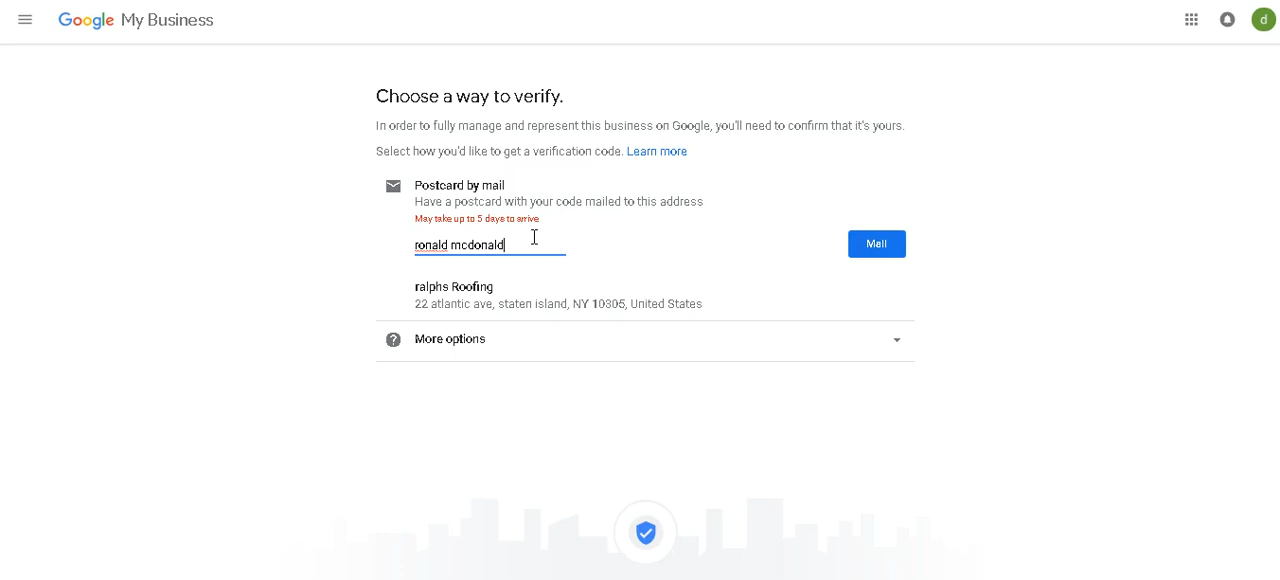 Google My Business
d
Choose a way to verify.
In order to fully manage and represent this business on Google, you'll need to confirm that it's yours.
Select how you'd like to get a verification code. Learn more
Postcard by mail
Have a postcard with your code mailed to this address
May take up to 5 days to arrive
ronald mcdonald
Mail
ralphs Roofing
22 atlantic ave, staten island, NY 10305, United States
More options